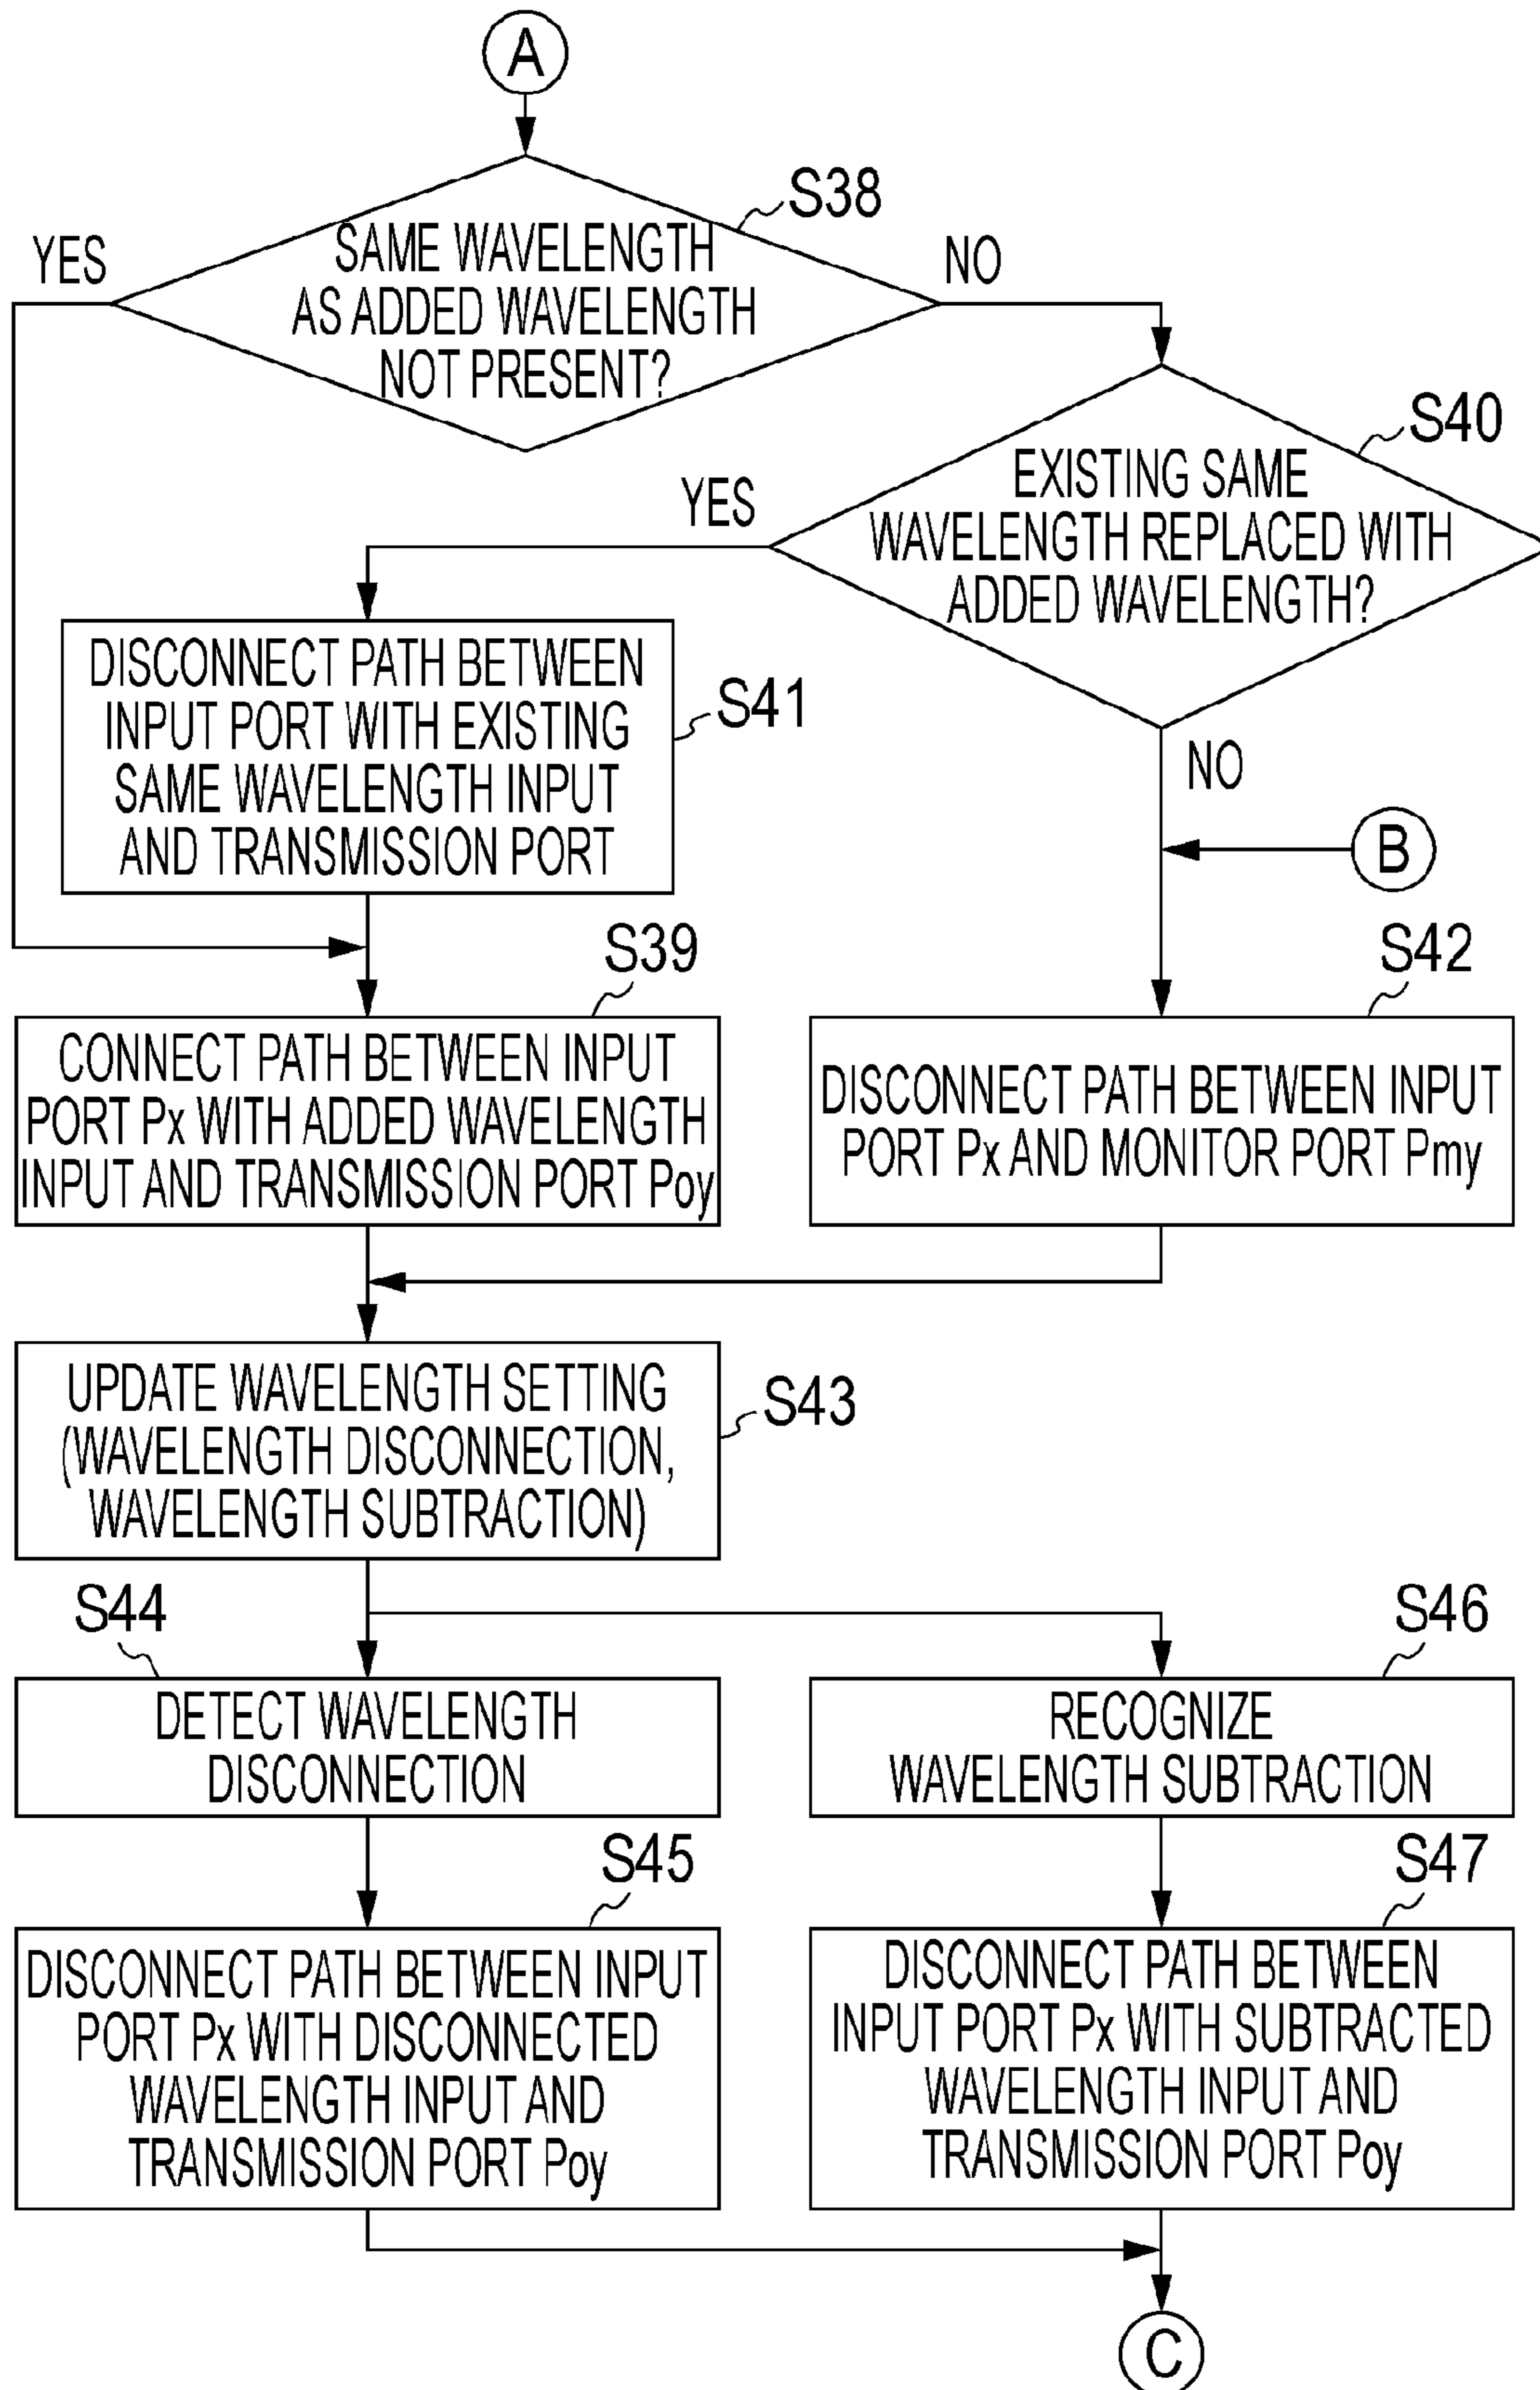 A
S38
YES
SAME WAVELENGTH
AS ADDED WAVELENGTH
NOT PRESENT?
NO
S40
YES
EXISTING SAME
WAVELENGTH REPLACED WITH
ADDED WAVELENGTH?
NO
DISCONNECT PATH BETWEEN
INPUT PORT WITH EXISTING
SAME WAVELENGTH INPUT
AND TRANSMISSION PORT
S41
B
S39
CONNECT PATH BETWEEN INPUT
PORT Px WITH ADDED WAVELENGTH
INPUT AND TRANSMISSION PORT Poy
S42
DISCONNECT PATH BETWEEN INPUT
PORT Px AND MONITOR PORT Pmy
UPDATE WAVELENGTH SETTING
(WAVELENGTH DISCONNECTION,
WAVELENGTH SUBTRACTION)
S43
S44
DETECT WAVELENGTH
DISCONNECTION
S46
RECOGNIZE
WAVELENGTH SUBTRACTION
S45
DISCONNECT PATH BETWEEN INPUT
PORT Px WITH DISCONNECTED
WAVELENGTH INPUT AND
TRANSMISSION PORT Poy
S47
DISCONNECT PATH BETWEEN
INPUT PORT Px WITH SUBTRACTED
WAVELENGTH INPUT AND
TRANSMISSION PORT Poy
C